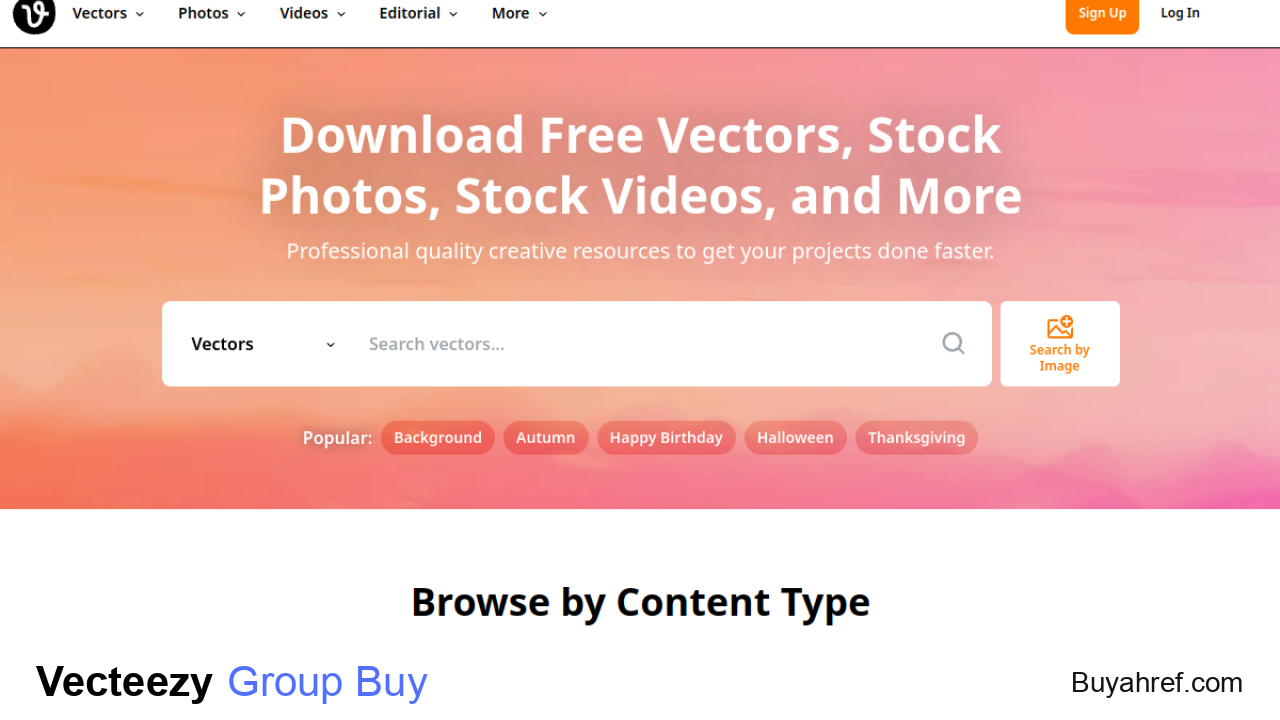 Vectors Photos Videos Editorial More Sign Up Log In
Download Free Vectors, Stock
Photos, Stock Videos, and More
Professional quality creative resources to get your projects done faster.
Vectors Search vectors...
Search by
Image
Popular: Background Autumn Happy Birthday Halloween Thanksgiving
Browse by Content Type
Vecteezy Group Buy
Buyahref.com